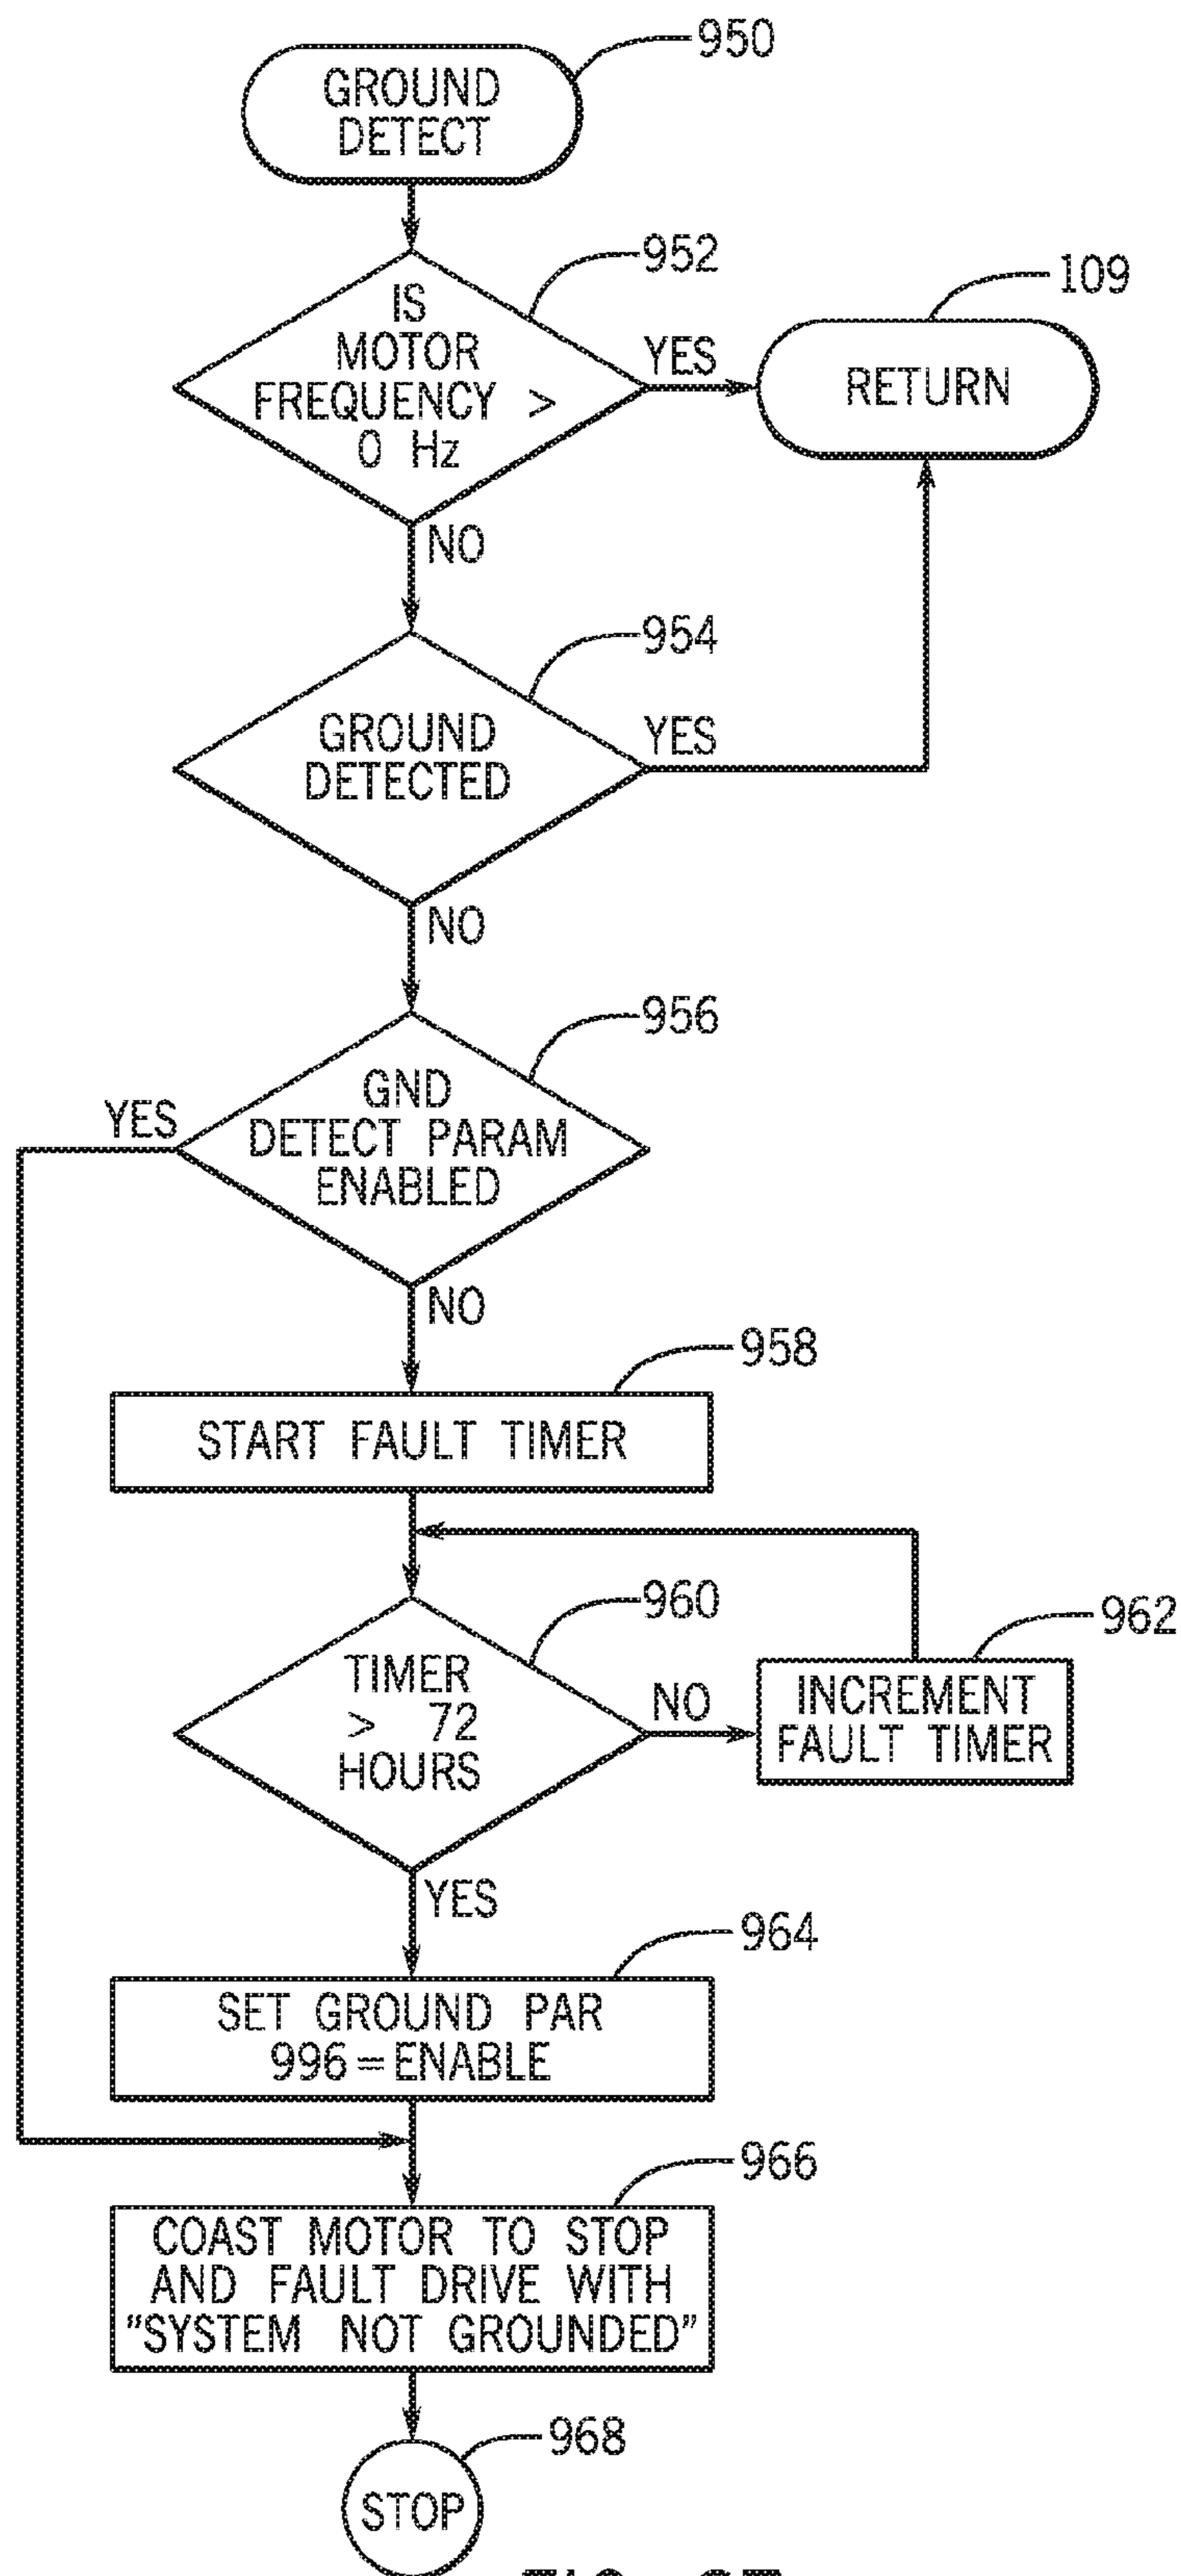 950
GROUND
DETECT
952
IS
MOTOR
FREQUENCY >
0 Hz
YES
109
RETURN
NO
954
GROUND
DETECTED
YES
NO
956
GND
DETECT PARAM
ENABLED
YES
NO
958
START FAULT TIMER
960
TIMER
> 72
HOURS
NO
962
INCREMENT
FAULT TIMER
YES
964
SET GROUND PAR
996=ENABLE
966
COAST MOTOR TO STOP
AND FAULT DRIVE WITH
"SYSTEM NOT GROUNDED"
968
STOP